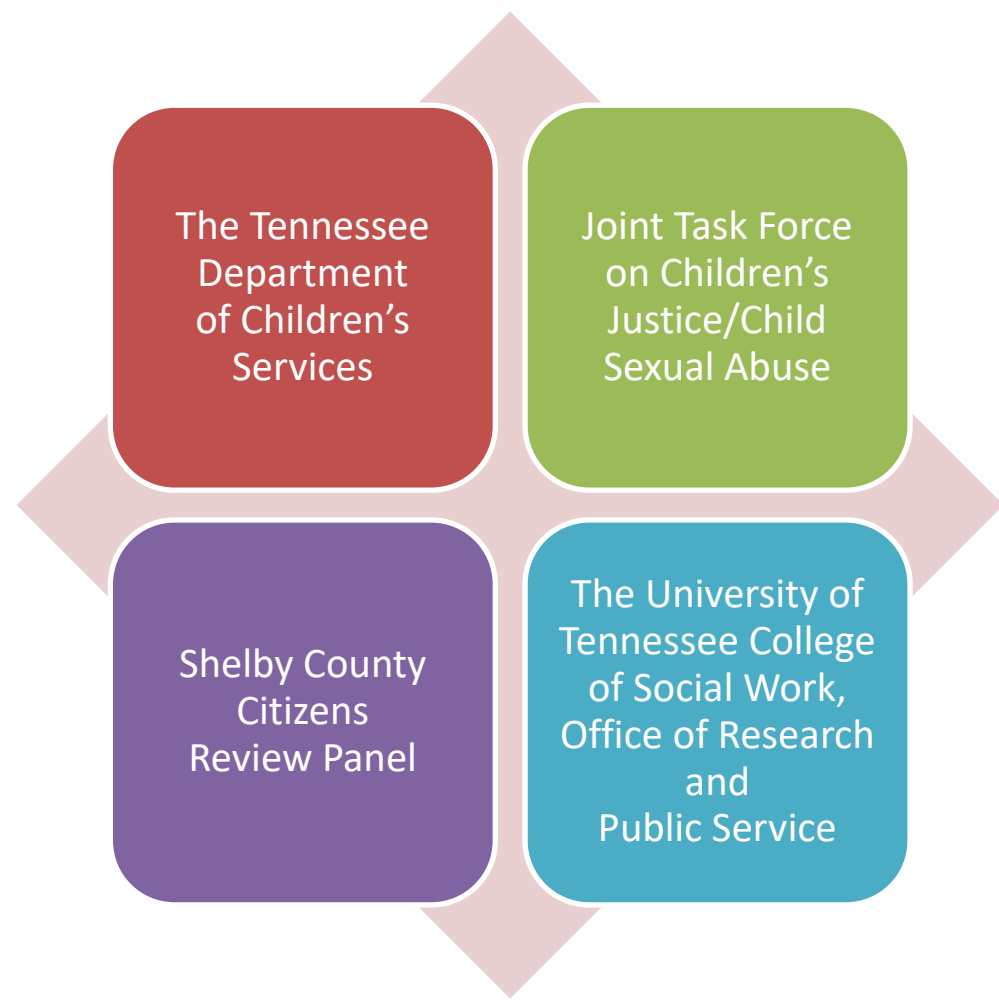 The Tennessee
Department
of Children’s
Services
Joint Task Force
on Children’s
Justice/Child
Sexual Abuse
Shelby County
Citizens
Review Panel
The University of
Tennessee College
of Social Work,
Office of Research
and
Public Service